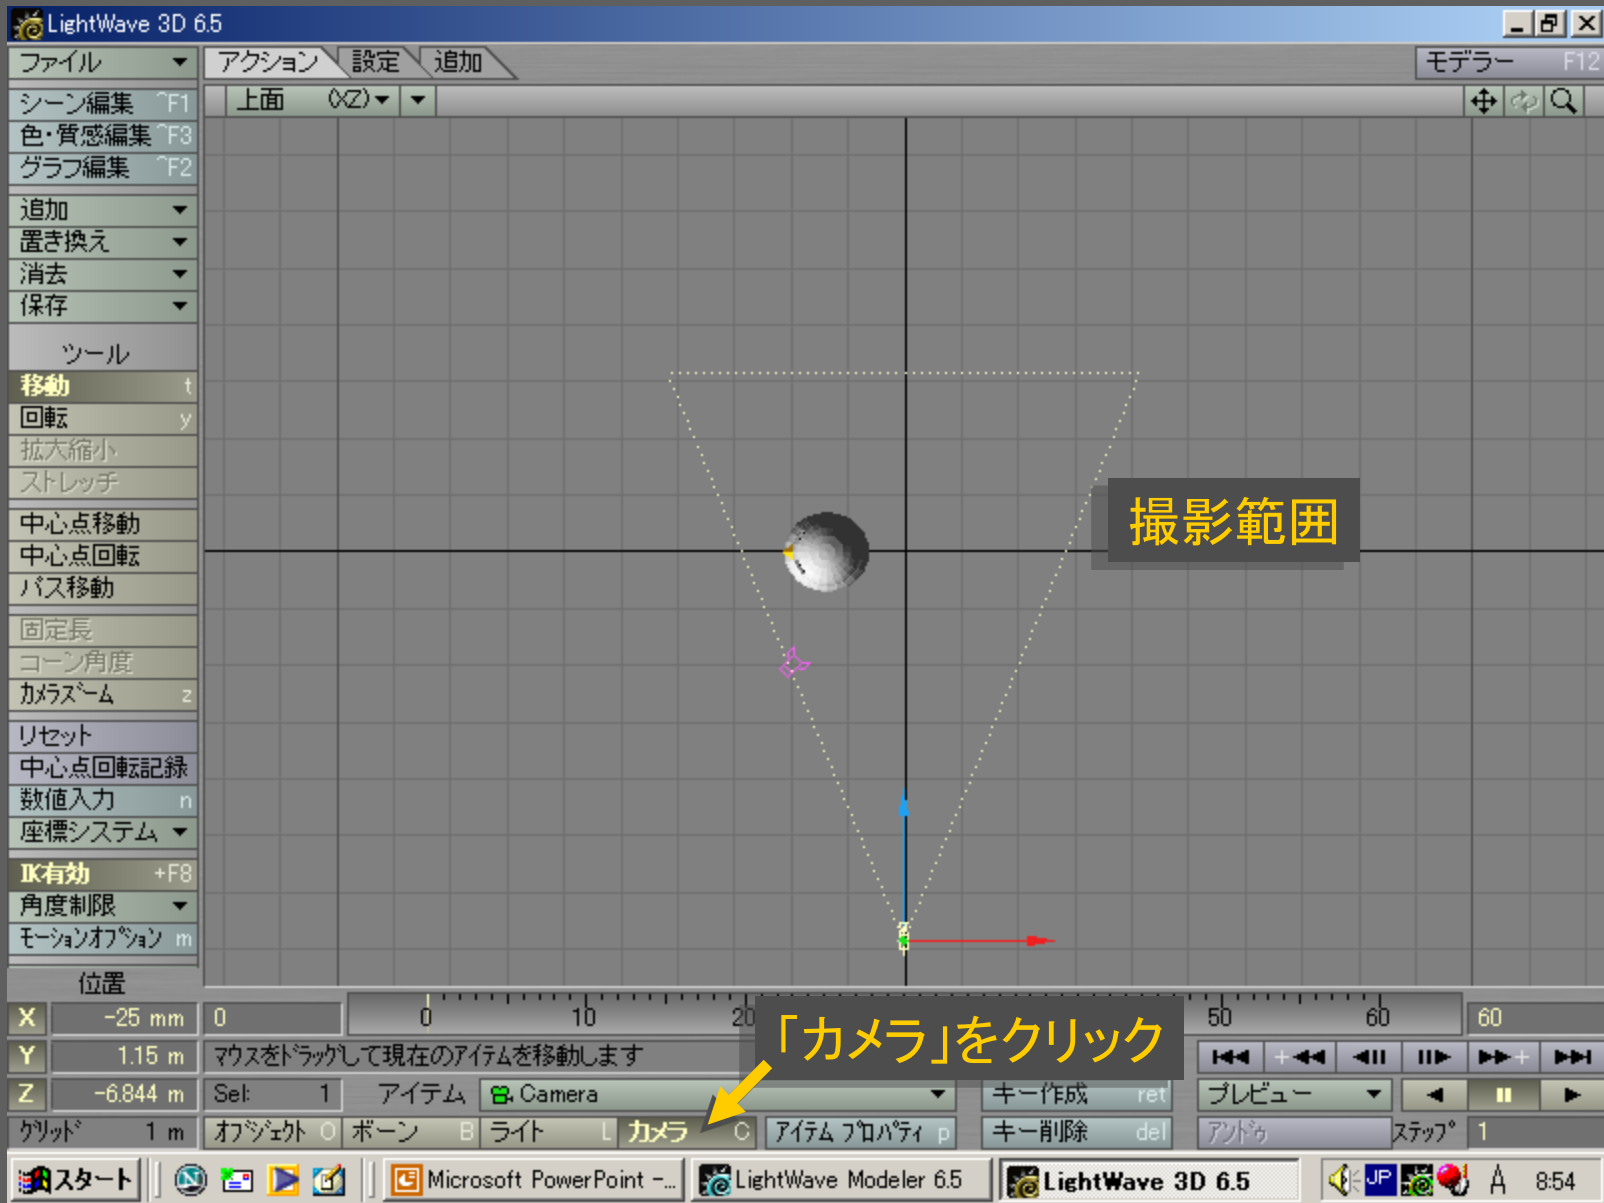 LightWave 3D 6.5
ファイル
アクション
設定
追加
モデラー F12
シーン編集 ^F1
上面 (XZ)
色・質感編集 ^F3
グラフ編集 ^F2
追加
置き換え
消去
保存
ツール
移動 t
回転 y
拡大縮小
ストレッチ
撮影範囲
中心点移動
中心点回転
パス移動
固定長
コーン角度
カメラズーム z
リセット
中心点回転記録
数値入力 n
座標システム
IK有効 +F8
角度制限
モーションオプション m
位置
X -25 mm 0 0 10 20 50 60 60
「カメラ」をクリック
Y 1.15 m マウスをドラッグして現在のアイテムを移動します
Z -6.844 m Sel: 1 アイテム Camera キー作成 ret プレビュー
グリッド 1 m オブジェクト O ボーン B ライト L カメラ C アイテム プロパティ p キー削除 del アンドゥ ステップ 1
スタート Microsoft PowerPoint -... LightWave Modeler 6.5 LightWave 3D 6.5 JP A 8:54